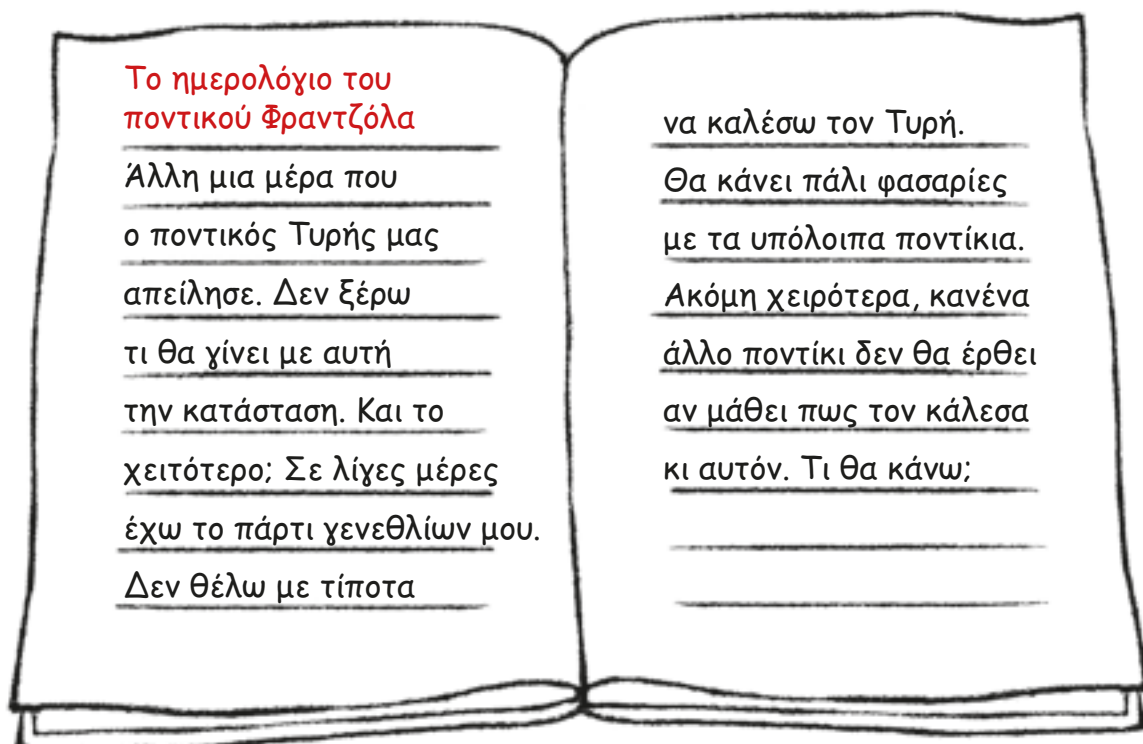 Το ημερολόγιο του
ποντικού Φραντζόλα
Άλλη μια μέρα που
ο ποντικός Τυρής μας
απείλησε. Δεν ξέρω
τι θα γίνει με αυτή
την κατάσταση. Και το
χειτότερο; Σε λίγες μέρες
έχω το πάρτι γενεθλίων μου.
Δεν θέλω με τίποτα
να καλέσω τον Τυρή.
Θα κάνει πάλι φασαρίες
με τα υπόλοιπα ποντίκια.
Ακόμη χειρότερα, κανένα
άλλο ποντίκι δεν θα έρθει
αν μάθει πως τον κάλεσα
κι αυτόν. Τι θα κάνω;